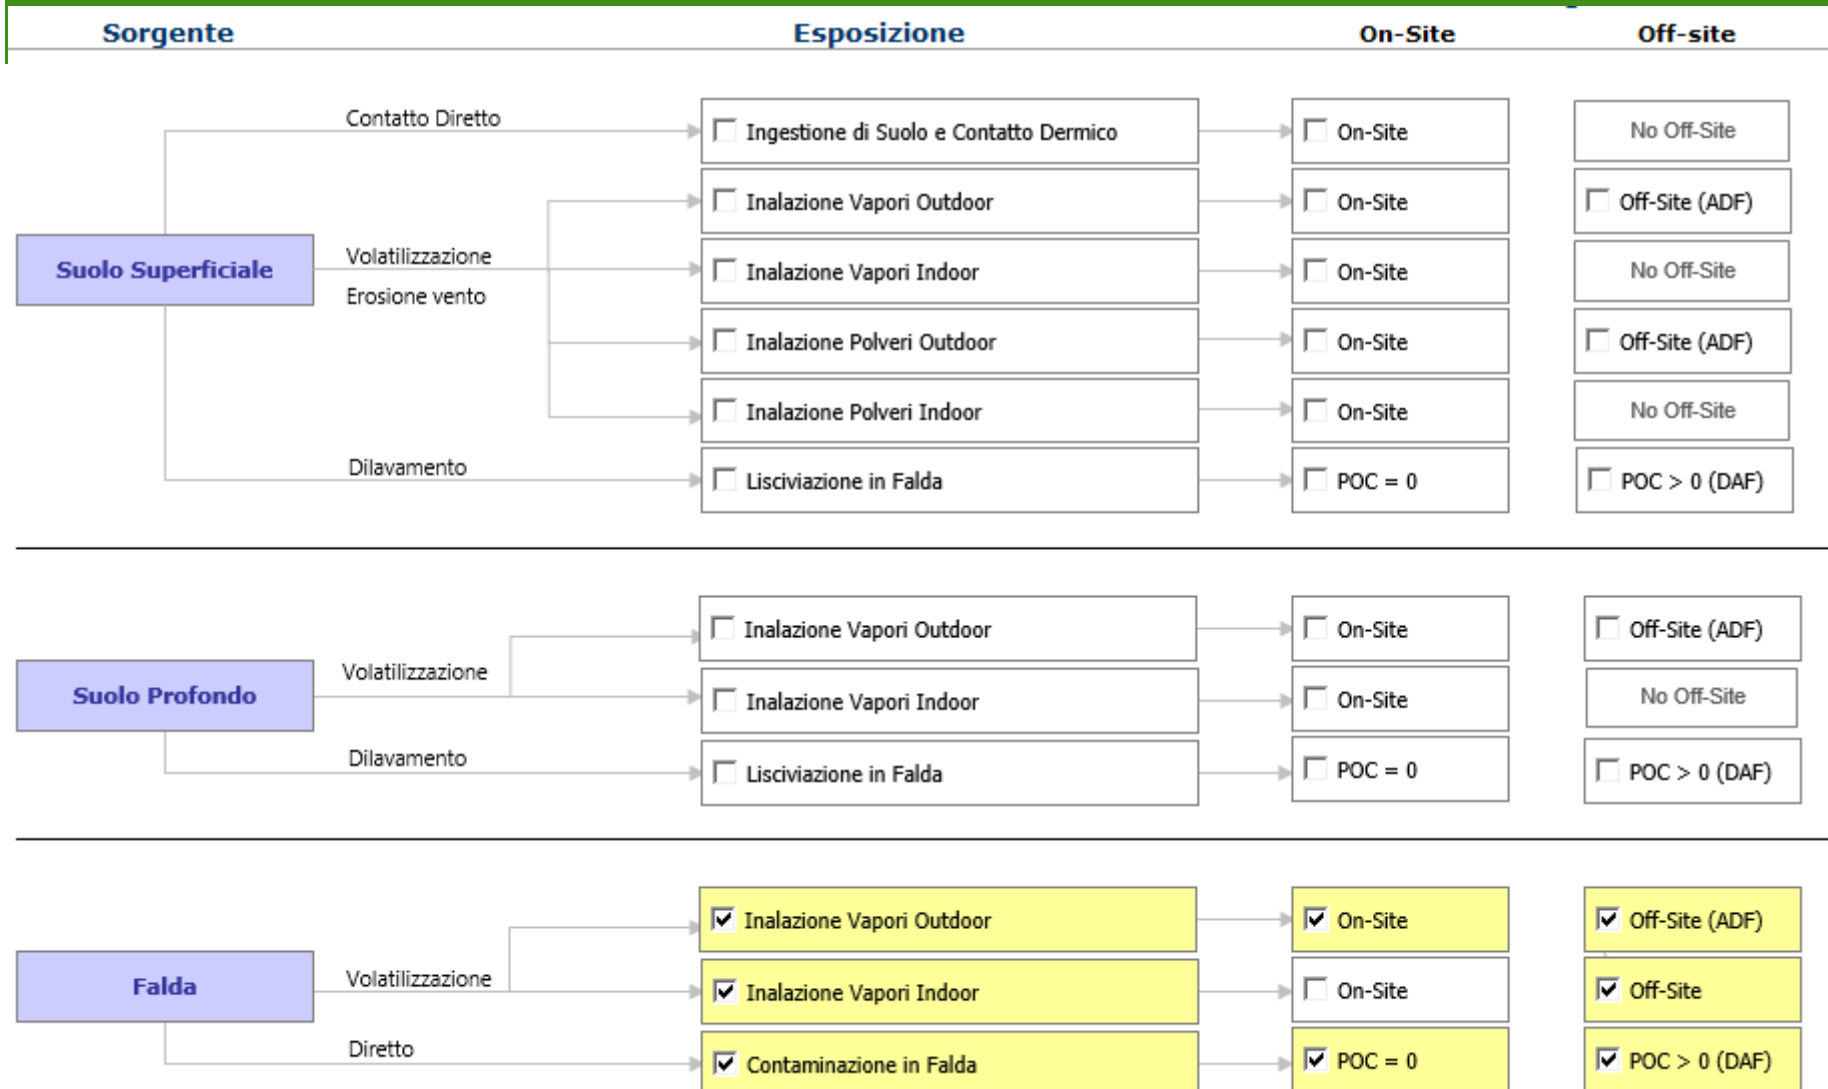 Sorgente Esposizione On-Site Off-site
Contatto Diretto
Ingestione di Suolo e Contatto Dermico On-Site No Off-Site
Inalazione Vapori Outdoor On-Site Off-Site (ADF)
Suolo Superficiale
Volatilizzazione
Erosione vento
Inalazione Vapori Indoor On-Site No Off-Site
Inalazione Polveri Outdoor On-Site Off-Site (ADF)
Inalazione Polveri Indoor On-Site No Off-Site
Dilavamento
Lisciviazione in Falda POC = 0 POC > 0 (DAF)
Inalazione Vapori Outdoor On-Site Off-Site (ADF)
Suolo Profondo
Volatilizzazione
Inalazione Vapori Indoor On-Site No Off-Site
Dilavamento
Lisciviazione in Falda POC = 0 POC > 0 (DAF)
Inalazione Vapori Outdoor On-Site Off-Site (ADF)
Falda
Volatilizzazione
Inalazione Vapori Indoor On-Site Off-Site
Diretto
Contaminazione in Falda POC = 0 POC > 0 (DAF)